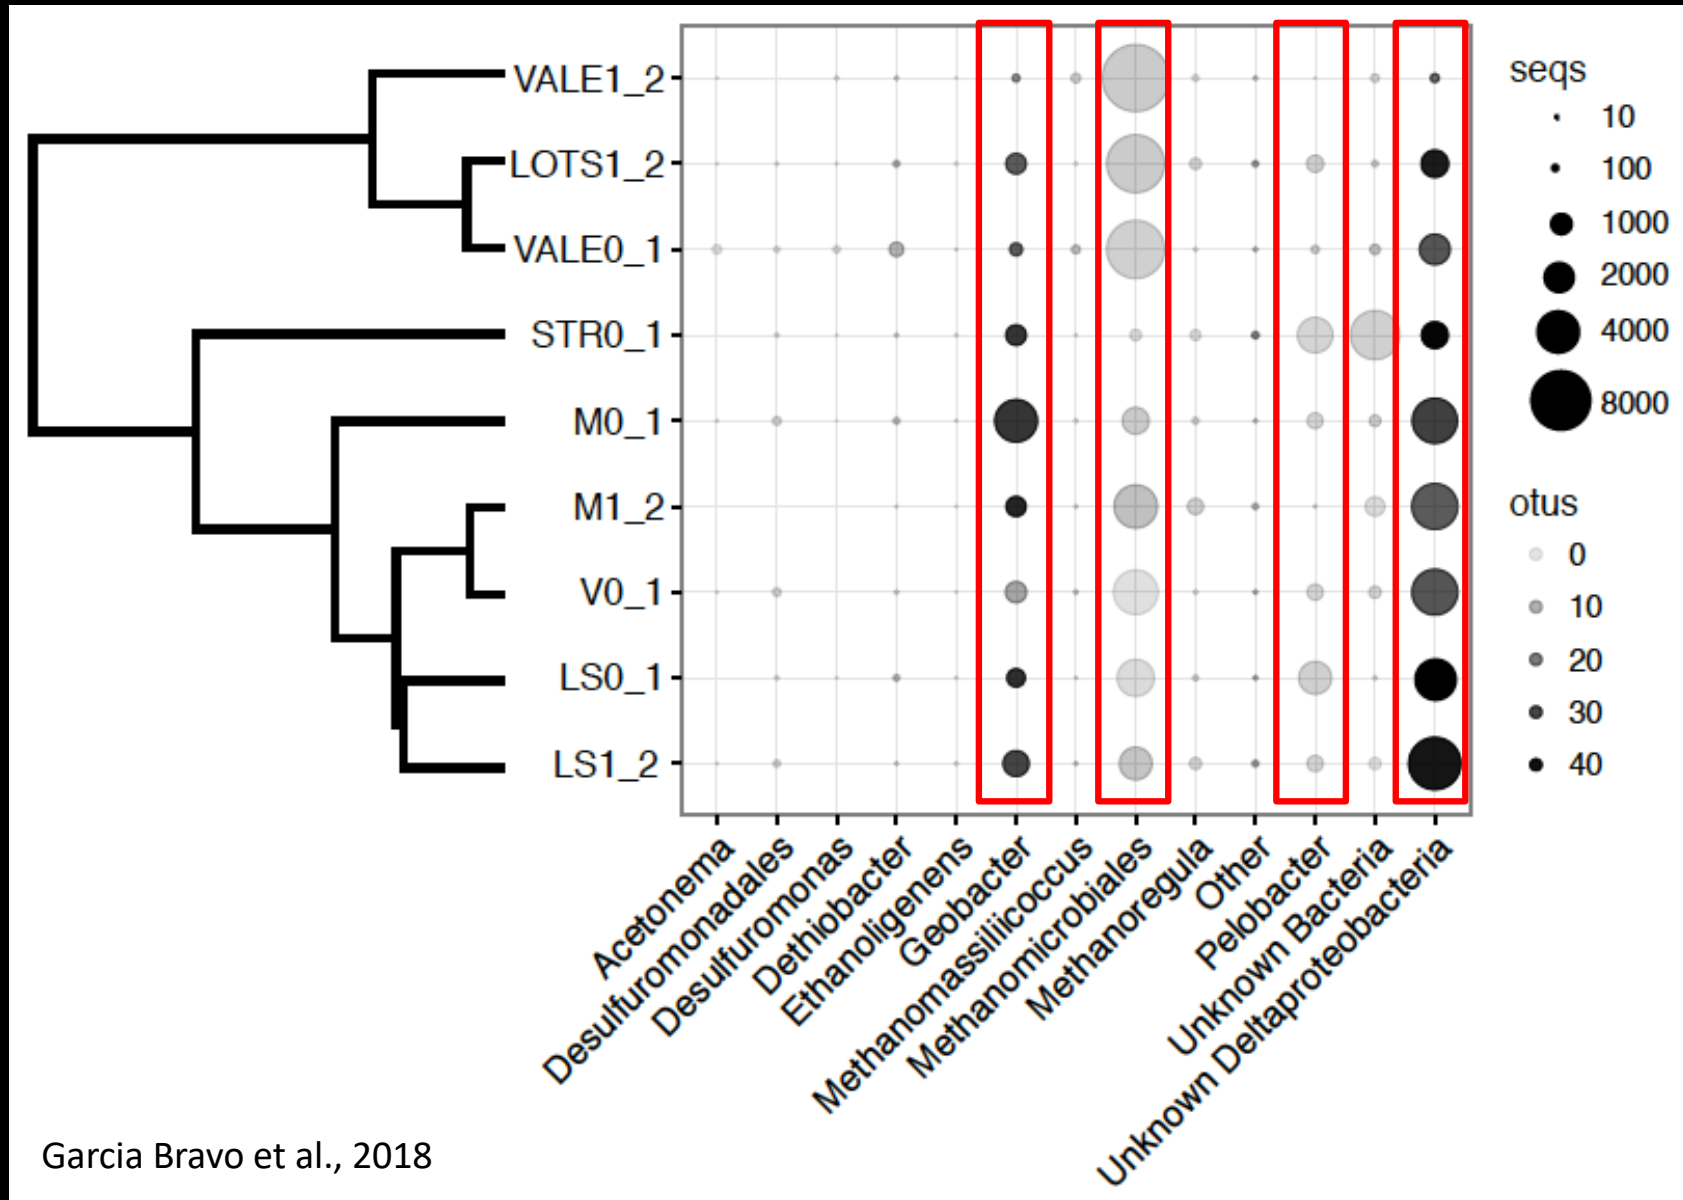 VALE1_2
LOTS1_2
VALE0_1
STR0_1
M0_1
M1_2
V0_1
LS0_1
LS1_2
Acetonema
Desulfuromonadales
Desulfuromonas
Dethiobacter
Ethanoligenens
Geobacter
Methanomassiliicoccus
Methanomicrobiales
Methanoregula
Other
Pelobacter
Unknown Bacteria
Unknown Deltaproteobacteria
seqs
10
100
1000
2000
4000
8000
otus
0
10
20
30
40
Garcia Bravo et al., 2018